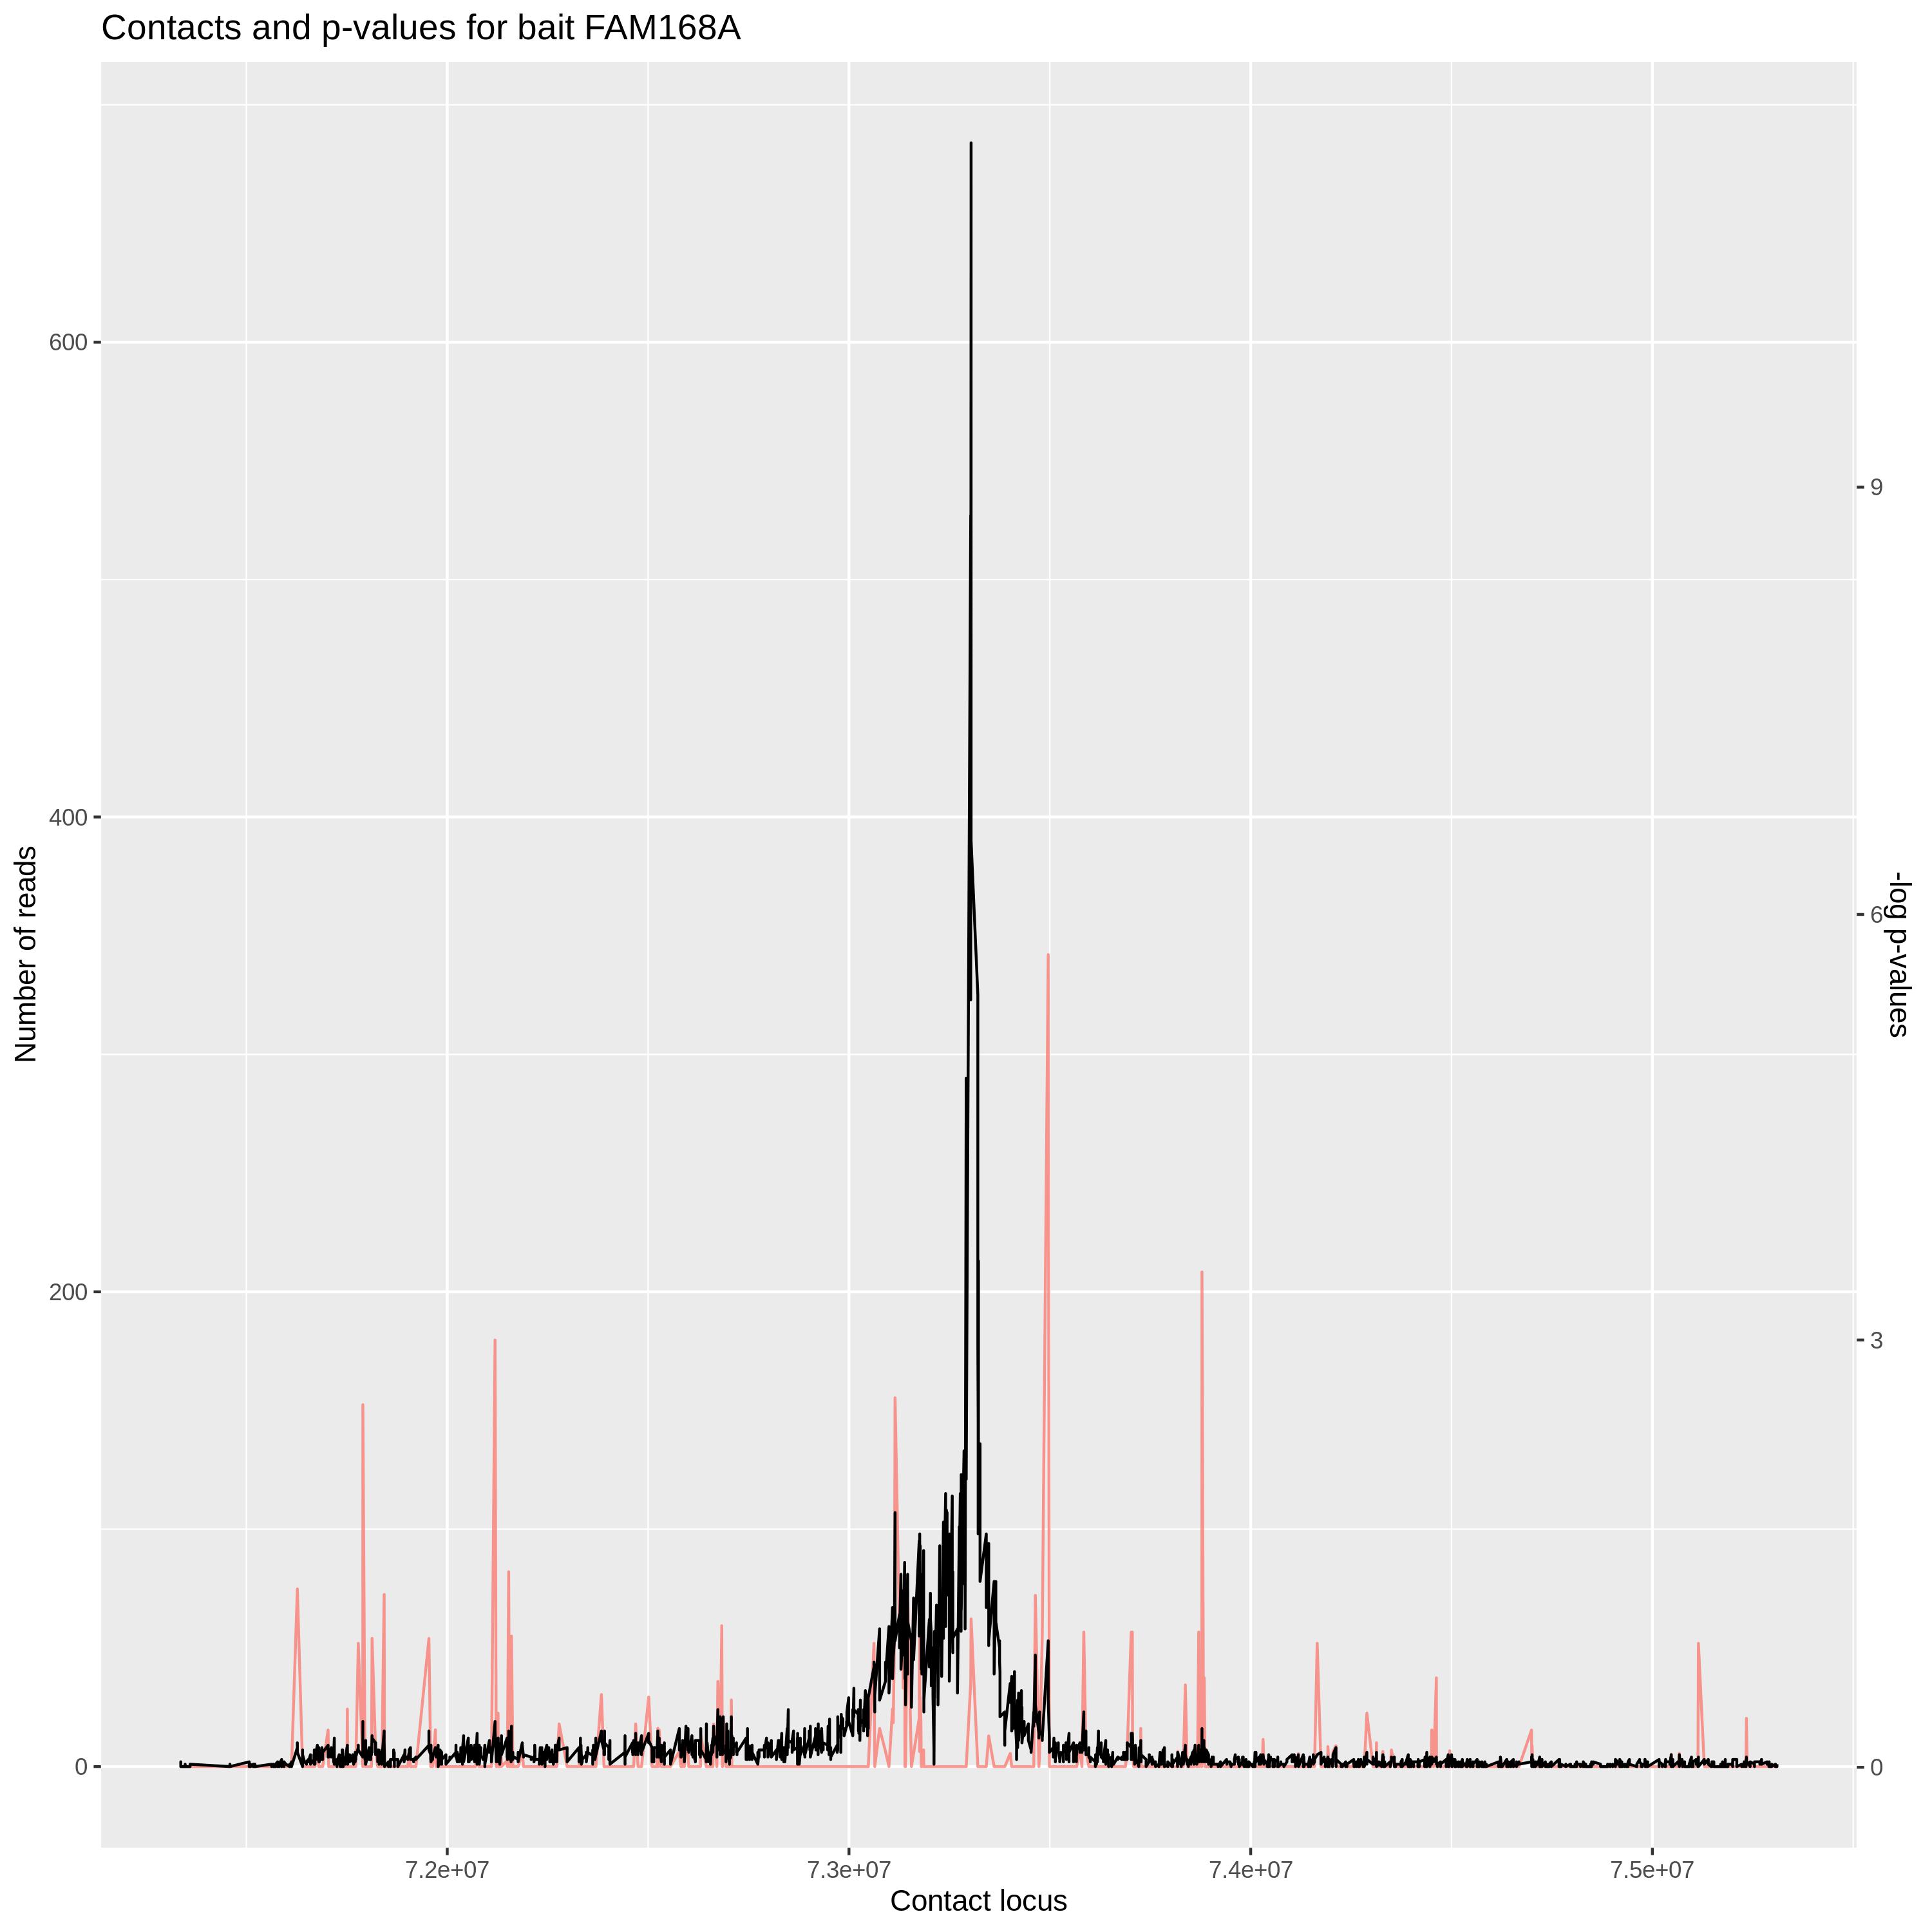 Contacts and p-values for bait FAM168A
600
400
200
0
Number of reads
9
6
3
0
-log p-values
7.2e+07 7.3e+07 7.4e+07 7.5e+07
Contact locus